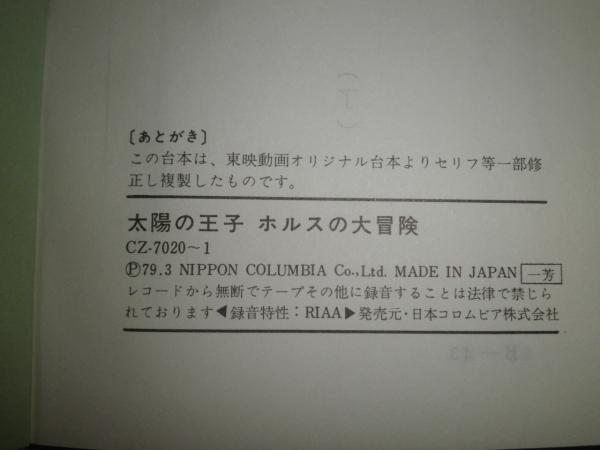 〔あとがき〕
この台本は、東映動画オリジナル台本よりセリフ等一部修
正し複製したものです。
太陽の王子 ホルスの大冒険
CZ-7020～1
Ⓟ79.3 NIPPON COLUMBIA Co.,Ltd. MADE IN JAPAN 一芳
レコードから無断でテープその他に録音することは法律で禁じら
れております◀録音特性：RIAA▶発売元・日本コロムビア株式会社